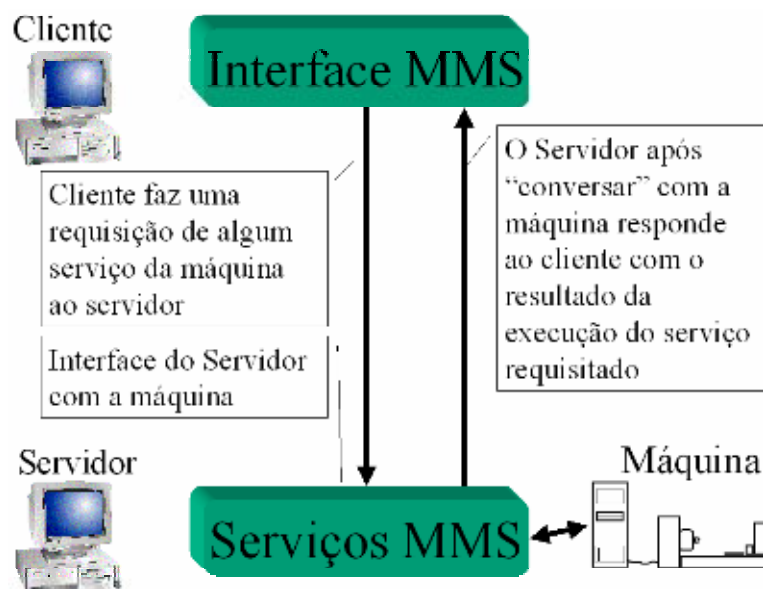 Cliente
Interface MMS
Cliente faz uma
requisição de algum
serviço da máquina
ao servidor
O Servidor após
“conversar” com a
máquina responde
ao cliente com o
resultado da
execução do serviço
requisitado
Interface do Servidor
com a máquina
Servidor
Serviços MMS
Máquina